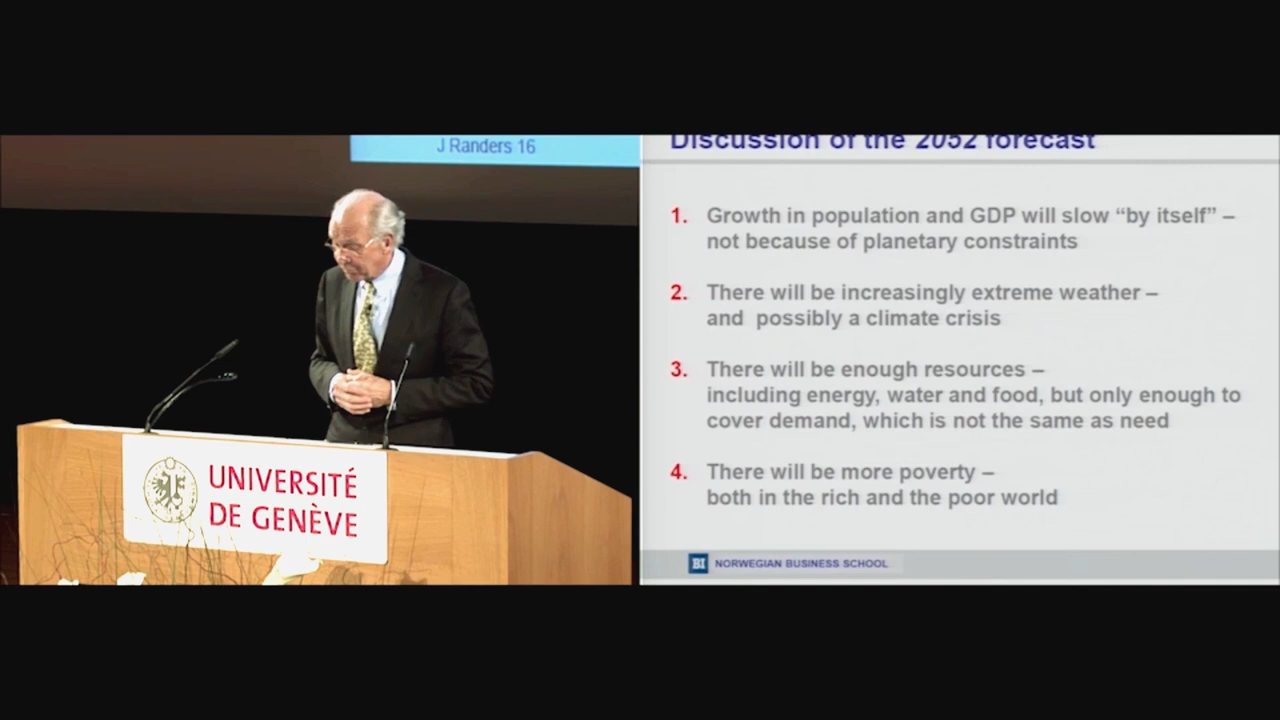 J Randers 16
UNIVERSITÉ
DE GENÈVE
Discussion of the 2052 forecast
1. Growth in population and GDP will slow “by itself” –
not because of planetary constraints
2. There will be increasingly extreme weather –
and possibly a climate crisis
3. There will be enough resources –
including energy, water and food, but only enough to
cover demand, which is not the same as need
4. There will be more poverty –
both in the rich and the poor world
BI NORWEGIAN BUSINESS SCHOOL